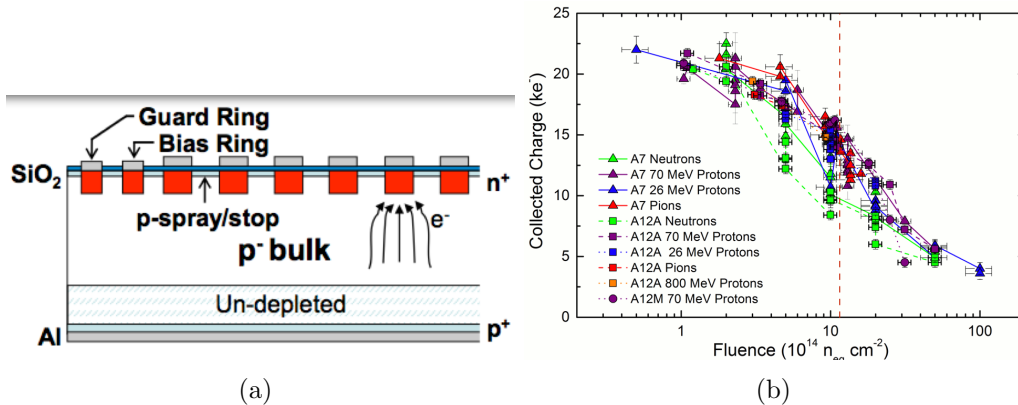 Guard Ring
Bias Ring
SiO₂
n⁺
p-spray/stop
e⁻
p⁻ bulk
Un-depleted
Al
p⁺
(a)
Collected Charge (ke⁻)
25
20
15
10
5
0
A7 Neutrons
A7 70 MeV Protons
A7 26 MeV Protons
A7 Pions
A12A Neutrons
A12A 70 MeV Protons
A12A 26 MeV Protons
A12A Pions
A12A 800 MeV Protons
A12M 70 MeV Protons
1 10 100
Fluence (10¹⁴ n_eq cm⁻²)
(b)